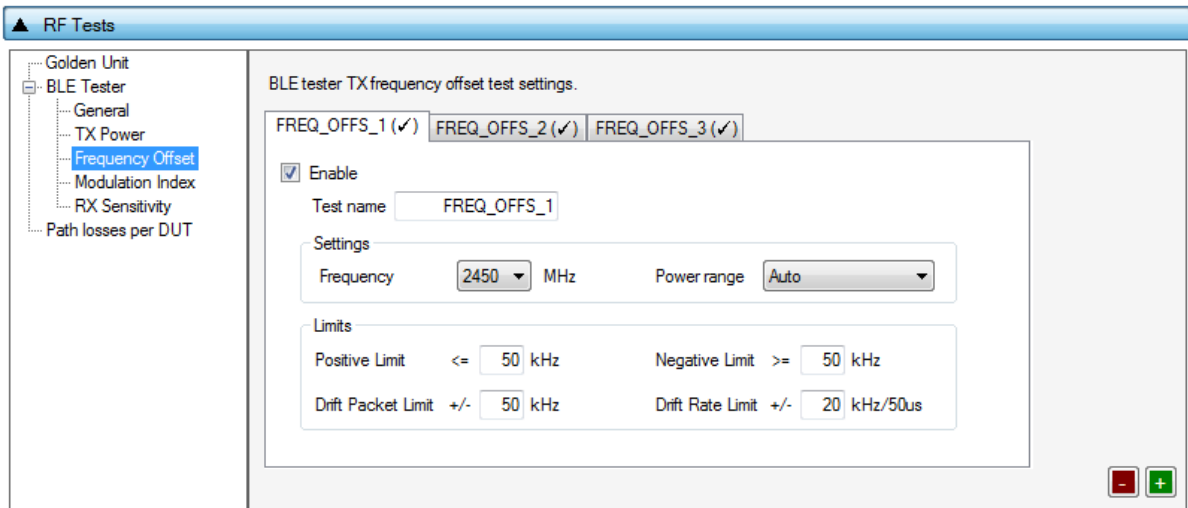 RF Tests
Golden Unit
BLE Tester
General
TX Power
Frequency Offset
Modulation Index
RX Sensitivity
Path losses per DUT
BLE tester TX frequency offset test settings.
FREQ_OFFS_1 (✓) FREQ_OFFS_2 (✓) FREQ_OFFS_3 (✓)
Enable
Test name FREQ_OFFS_1
Settings
Frequency 2450 MHz Power range Auto
Limits
Positive Limit <= 50 kHz Negative Limit >= 50 kHz
Drift Packet Limit +/- 50 kHz Drift Rate Limit +/- 20 kHz/50us
- +